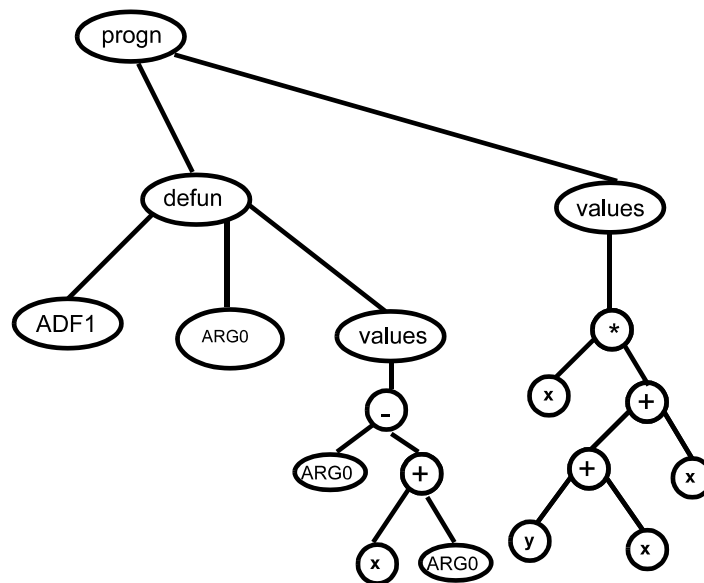 progn
defun
values
ADF1
ARG0
values
*
x
+
-
ARG0
+
+
x
x
ARG0
y
x